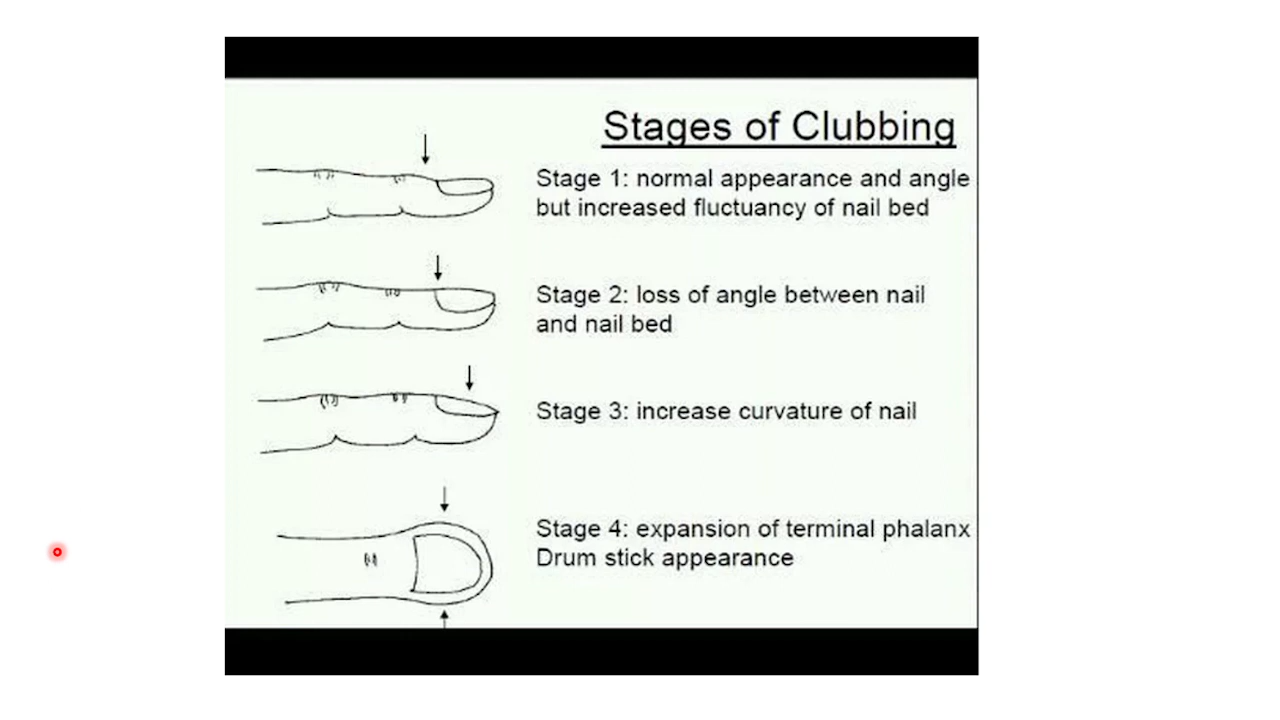 Stages of Clubbing
Stage 1: normal appearance and angle
but increased fluctuancy of nail bed
Stage 2: loss of angle between nail
and nail bed
Stage 3: increase curvature of nail
Stage 4: expansion of terminal phalanx
Drum stick appearance